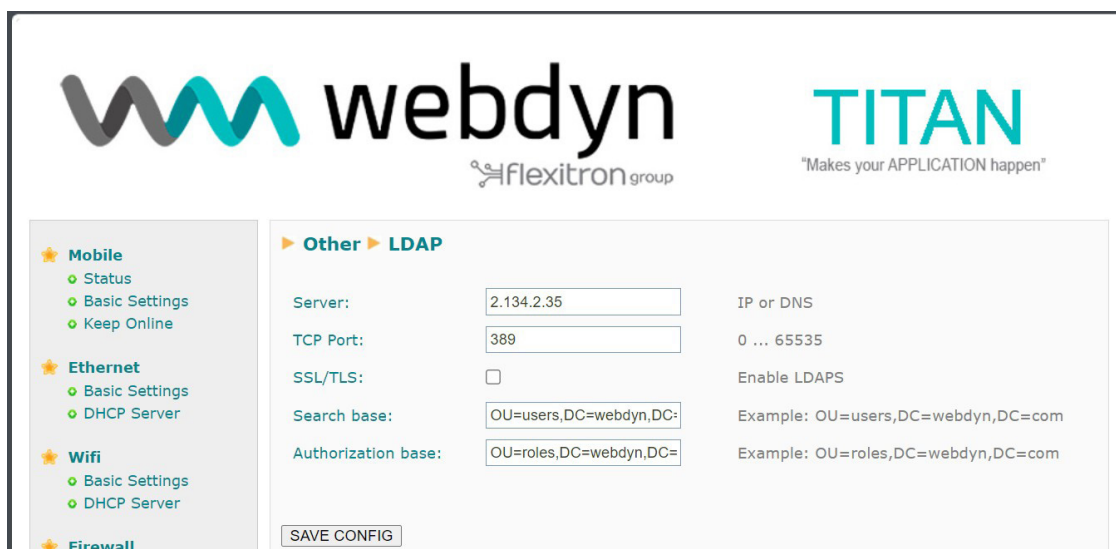 webdyn
flexitron group
TITAN
"Makes your APPLICATION happen"
Mobile
Status
Basic Settings
Keep Online
Ethernet
Basic Settings
DHCP Server
Wifi
Basic Settings
DHCP Server
Firewall
Other LDAP
Server: 2.134.2.35 IP or DNS
TCP Port: 389 0 ... 65535
SSL/TLS: Enable LDAPS
Search base: OU=users,DC=webdyn,DC= Example: OU=users,DC=webdyn,DC=com
Authorization base: OU=roles,DC=webdyn,DC= Example: OU=roles,DC=webdyn,DC=com
SAVE CONFIG